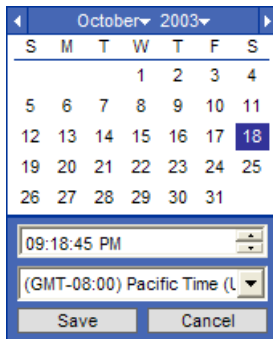 October 2003
S M T W T F S
1 2 3 4
5 6 7 8 9 10 11
12 13 14 15 16 17 18
19 20 21 22 23 24 25
26 27 28 29 30 31
09:18:45 PM
(GMT-08:00) Pacific Time (U
Save Cancel